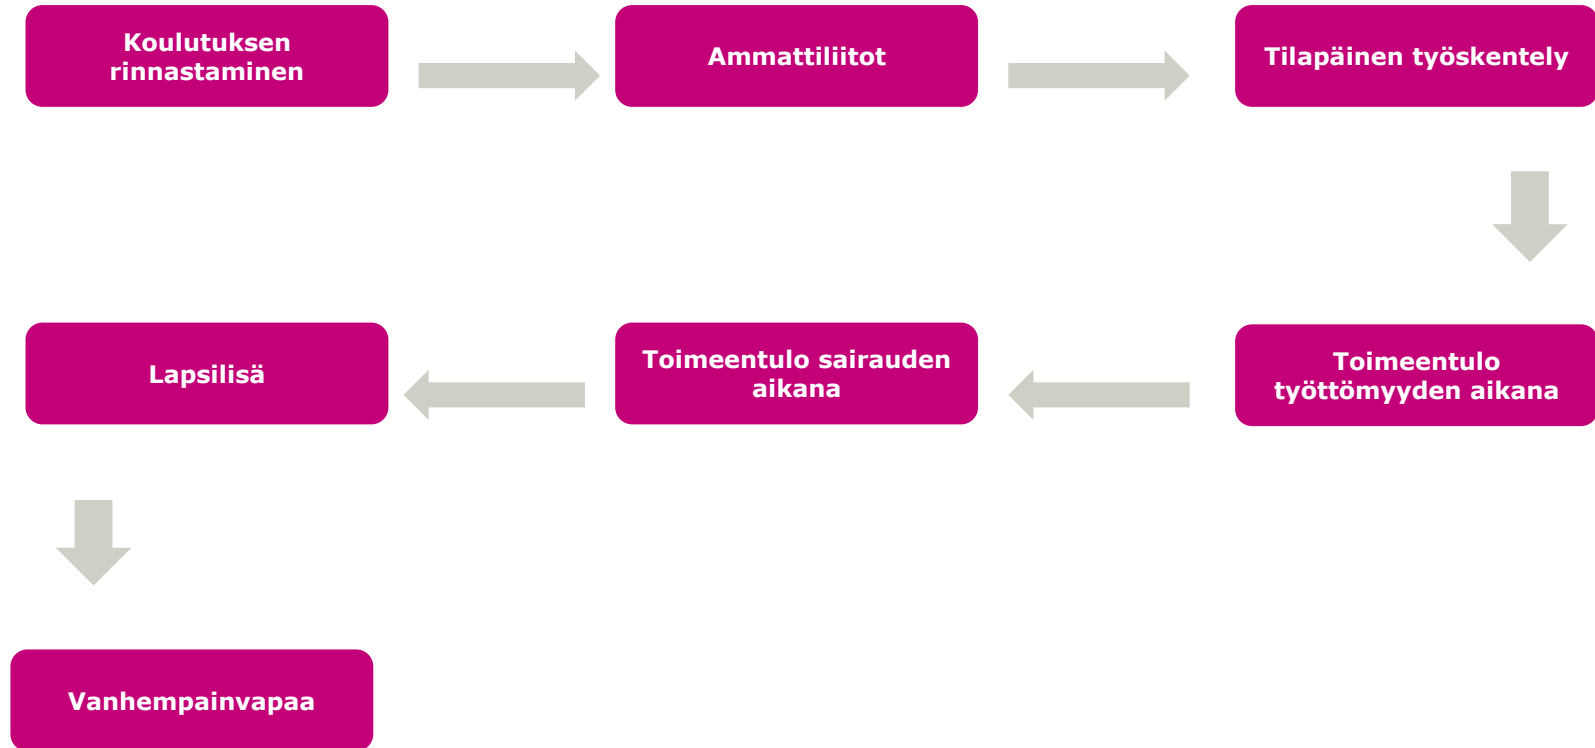 Koulutuksen
rinnastaminen
Ammattiliitot
Tilapäinen työskentely
Toimeentulo
työttömyyden aikana
Toimeentulo sairauden
aikana
Lapsilisä
Vanhempainvapaa